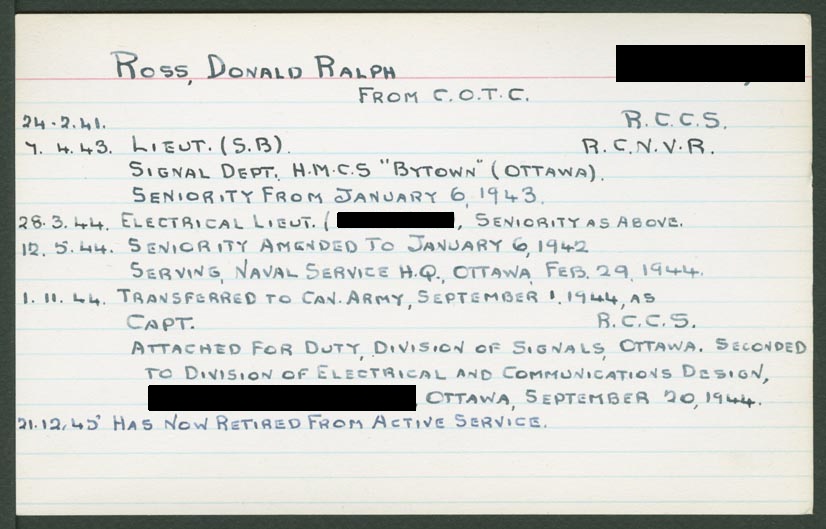 ROSS, DONALD RALPH
FROM C.O.T.C.
24.2.41. R.C.C.S.
7. 4.43. LIEUT. (S.B). R.C.N.V.R.
SIGNAL DEPT. H.M.C.S "BYTOWN" (OTTAWA).
SENIORITY FROM JANUARY 6, 1943.
28.3.44. ELECTRICAL LIEUT. ( , SENIORITY AS ABOVE.
12. 5.44. SENIORITY AMENDED TO JANUARY 6, 1942
SERVING, NAVAL SERVICE H.Q., OTTAWA, FEB. 29, 1944.
1. 11. 44. TRANSFERRED TO CAN. ARMY, SEPTEMBER 1, 1944, AS
CAPT. R.C.C.S.
ATTACHED FOR DUTY, DIVISION OF SIGNALS, OTTAWA. SECONDED
TO DIVISION OF ELECTRICAL AND COMMUNICATIONS DESIGN,
OTTAWA, SEPTEMBER 20, 1944.
21.12.45 HAS NOW RETIRED FROM ACTIVE SERVICE.